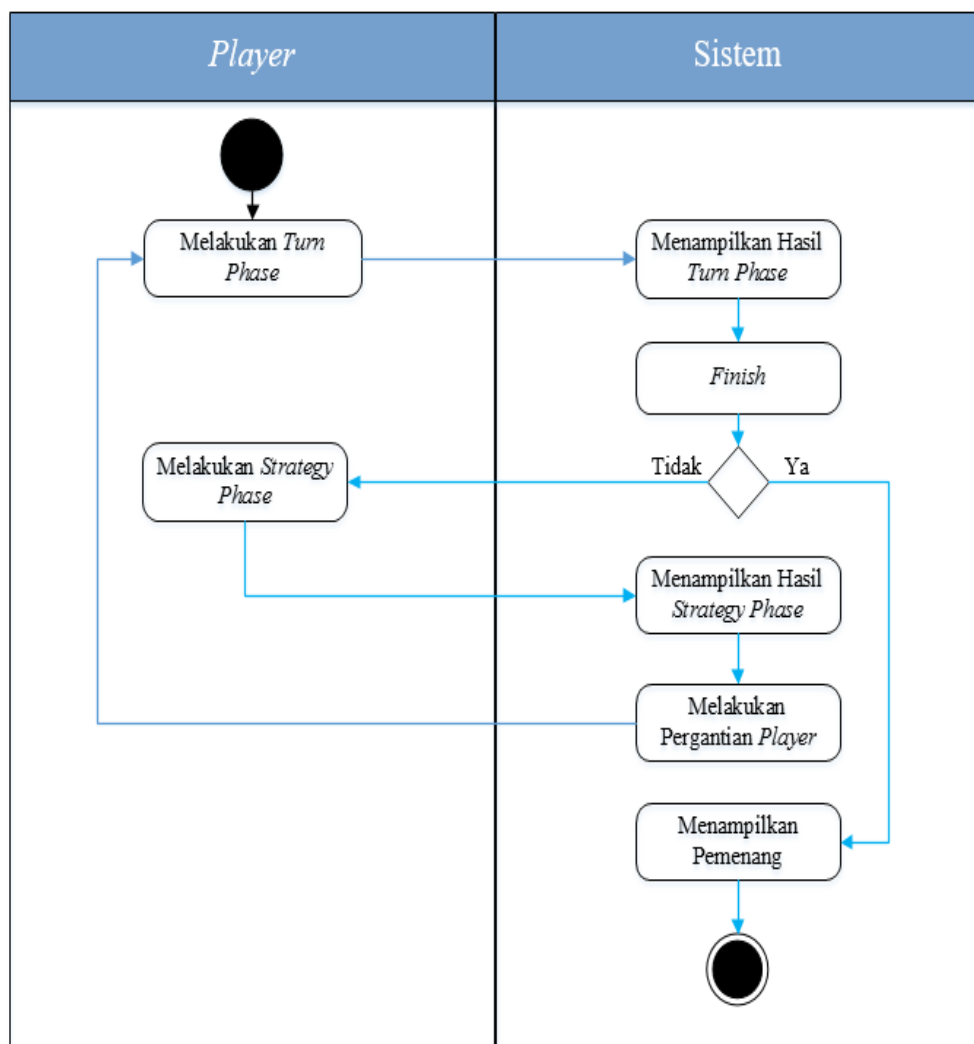 Player
Sistem
Melakukan Turn
Phase
Menampilkan Hasil
Turn Phase
Finish
Tidak
Ya
Melakukan Strategy
Phase
Menampilkan Hasil
Strategy Phase
Melakukan
Pergantian Player
Menampilkan
Pemenang